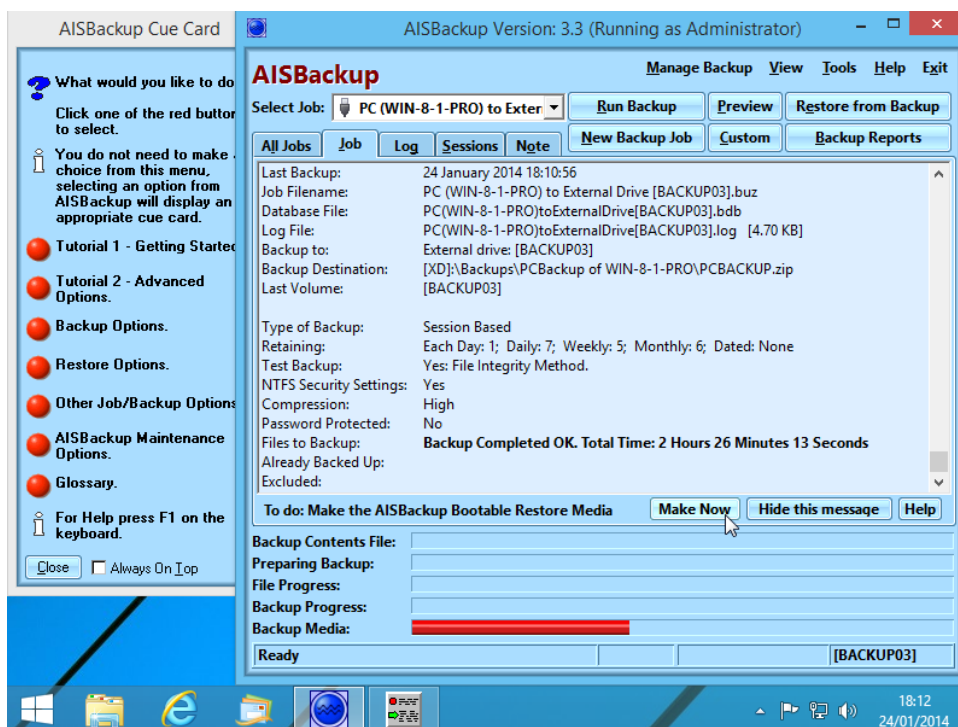 AISBackup Cue Card
What would you like to do
Click one of the red button
to select.
You do not need to make
choice from this menu,
selecting an option from
AISBackup will display an
appropriate cue card.
Tutorial 1 - Getting Started
Tutorial 2 - Advanced
Options.
Backup Options.
Restore Options.
Other Job/Backup Options
AISBackup Maintenance
Options.
Glossary.
For Help press F1 on the
keyboard.
Close Always On Top
AISBackup Version: 3.3 (Running as Administrator)
AISBackup
Manage Backup View Tools Help Exit
Select Job: PC (WIN-8-1-PRO) to Exter Run Backup Preview Restore from Backup
New Backup Job Custom Backup Reports
All Jobs Job Log Sessions Note
Last Backup: 24 January 2014 18:10:56
Job Filename: PC (WIN-8-1-PRO) to External Drive [BACKUP03].buz
Database File: PC(WIN-8-1-PRO)toExternalDrive[BACKUP03].bdb
Log File: PC(WIN-8-1-PRO)toExternalDrive[BACKUP03].log [4.70 KB]
Backup to: External drive: [BACKUP03]
Backup Destination: [XD]:\Backups\PCBackup of WIN-8-1-PRO\PCBACKUP.zip
Last Volume: [BACKUP03]
Type of Backup: Session Based
Retaining: Each Day: 1; Daily: 7; Weekly: 5; Monthly: 6; Dated: None
Test Backup: Yes: File Integrity Method.
NTFS Security Settings: Yes
Compression: High
Password Protected: No
Files to Backup: Backup Completed OK. Total Time: 2 Hours 26 Minutes 13 Seconds
Already Backed Up:
Excluded:
To do: Make the AISBackup Bootable Restore Media Make Now Hide this message Help
Backup Contents File:
Preparing Backup:
File Progress:
Backup Progress:
Backup Media:
Ready [BACKUP03]
18:12
24/01/2014